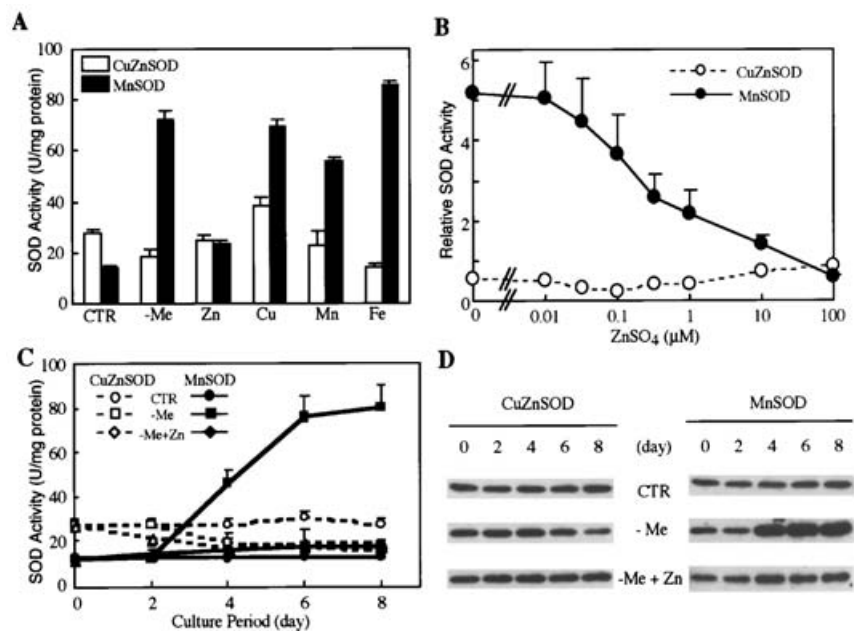 A
SOD Activity (U/mg protein)
100
80
60
40
20
0
CuZnSOD
MnSOD
CTR -Me Zn Cu Mn Fe
B
Relative SOD Activity
6
4
2
0
CuZnSOD
MnSOD
0 0.01 0.1 1 10 100
ZnSO4 (μM)
C
SOD Activity (U/mg protein)
100
80
60
40
20
0
CuZnSOD MnSOD
CTR
-Me
-Me+Zn
0 2 4 6 8
Culture Period (day)
D
CuZnSOD MnSOD
0 2 4 6 8 (day) 0 2 4 6 8
CTR
- Me
-Me + Zn